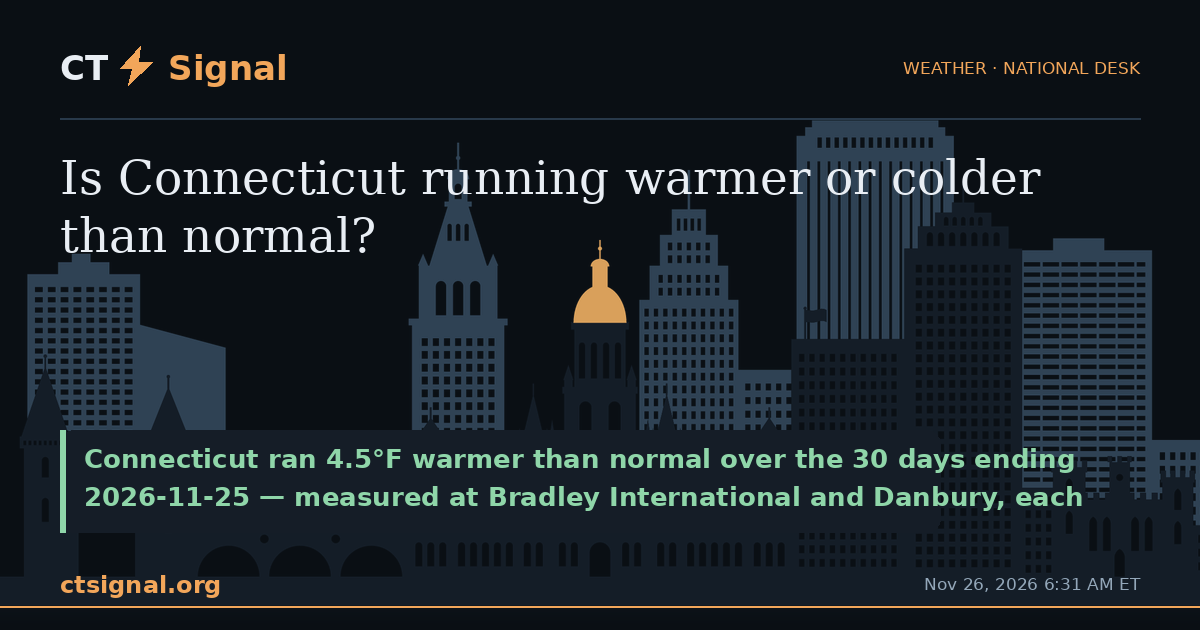 CT Signal
WEATHER · NATIONAL DESK
Is Connecticut running warmer or colder
than normal?
Connecticut ran 4.5°F warmer than normal over the 30 days ending
2026-11-25 — measured at Bradley International and Danbury, each
ctsignal.org
Nov 26, 2026 6:31 AM ET